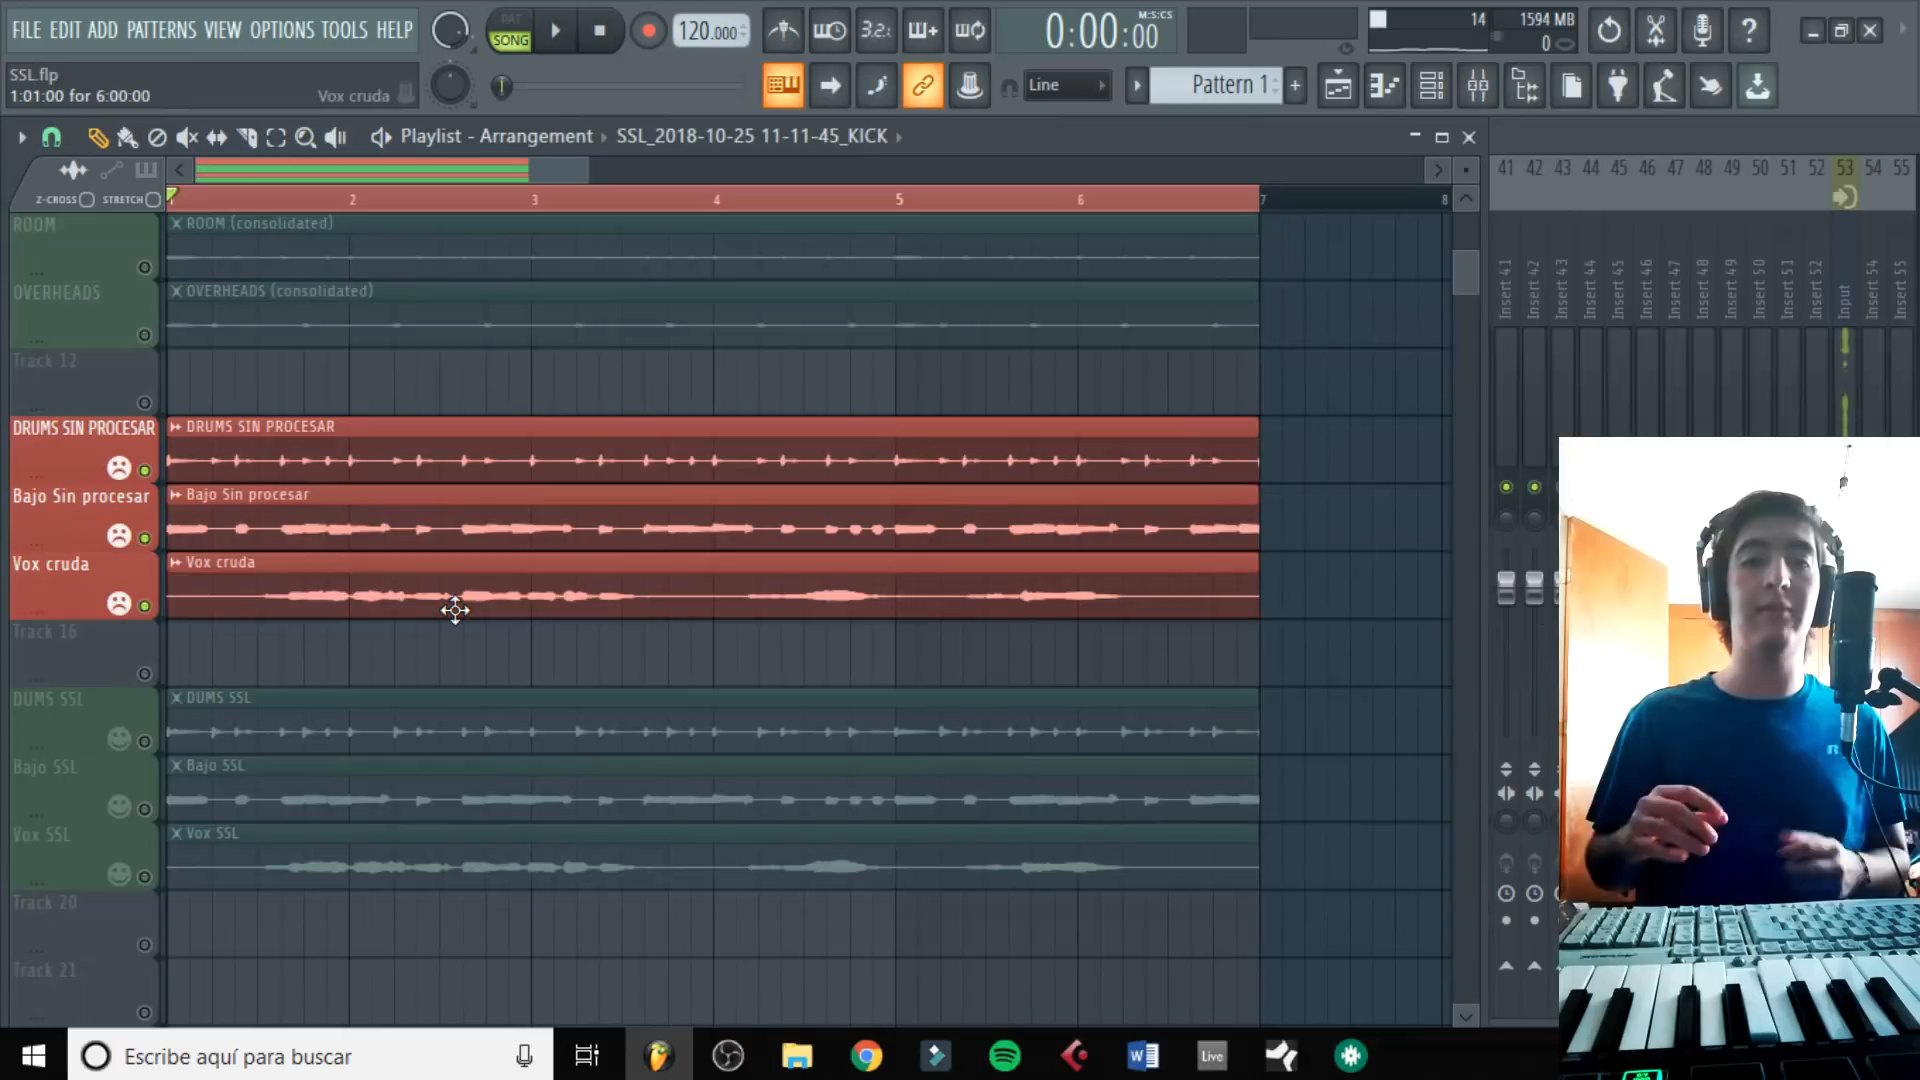 FILE EDIT ADD PATTERNS VIEW OPTIONS TOOLS HELP
PAT
SONG
120.000
3.2.
M:S:CS
0:00:00
14
1594 MB
0
SSL.flp
1:01:00 for 6:00:00
Vox cruda
Line
Pattern 1
Playlist - Arrangement
SSL_2018-10-25 11-11-45_KICK
Z-CROSS
STRETCH
2 3 4 5 6 7 8
41 42 43 44 45 46 47 48 49 50 51 52 53 54 55
Insert 41
Insert 42
Insert 43
Insert 44
Insert 45
Insert 46
Insert 47
Insert 48
Insert 49
Insert 50
Insert 51
Insert 52
Input
Insert 54
Insert 55
ROOM
ROOM (consolidated)
OVERHEADS
OVERHEADS (consolidated)
Track 12
DRUMS SIN PROCESAR
DRUMS SIN PROCESAR
Bajo Sin procesar
Bajo Sin procesar
Vox cruda
Vox cruda
Track 16
DUMS SSL
DUMS SSL
Bajo SSL
Bajo SSL
Vox SSL
Vox SSL
Track 20
Track 21
Escribe aquí para buscar
Live